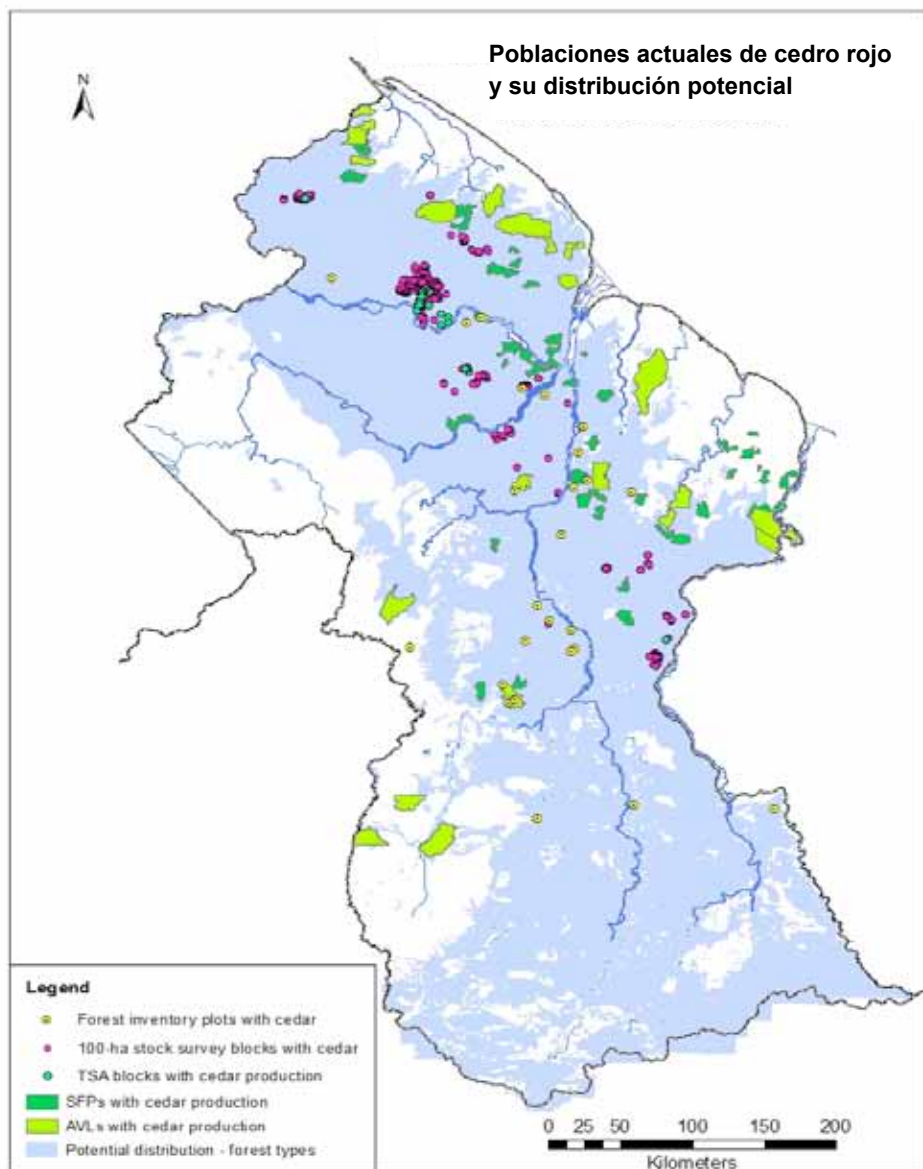 Poblaciones actuales de cedro rojo
y su distribución potencial
N
Legend
Forest inventory plots with cedar
100-ha stock survey blocks with cedar
TSA blocks with cedar production
SFPs with cedar production
AVLs with cedar production
Potential distribution - forest types
0 25 50 100 150 200
Kilometers